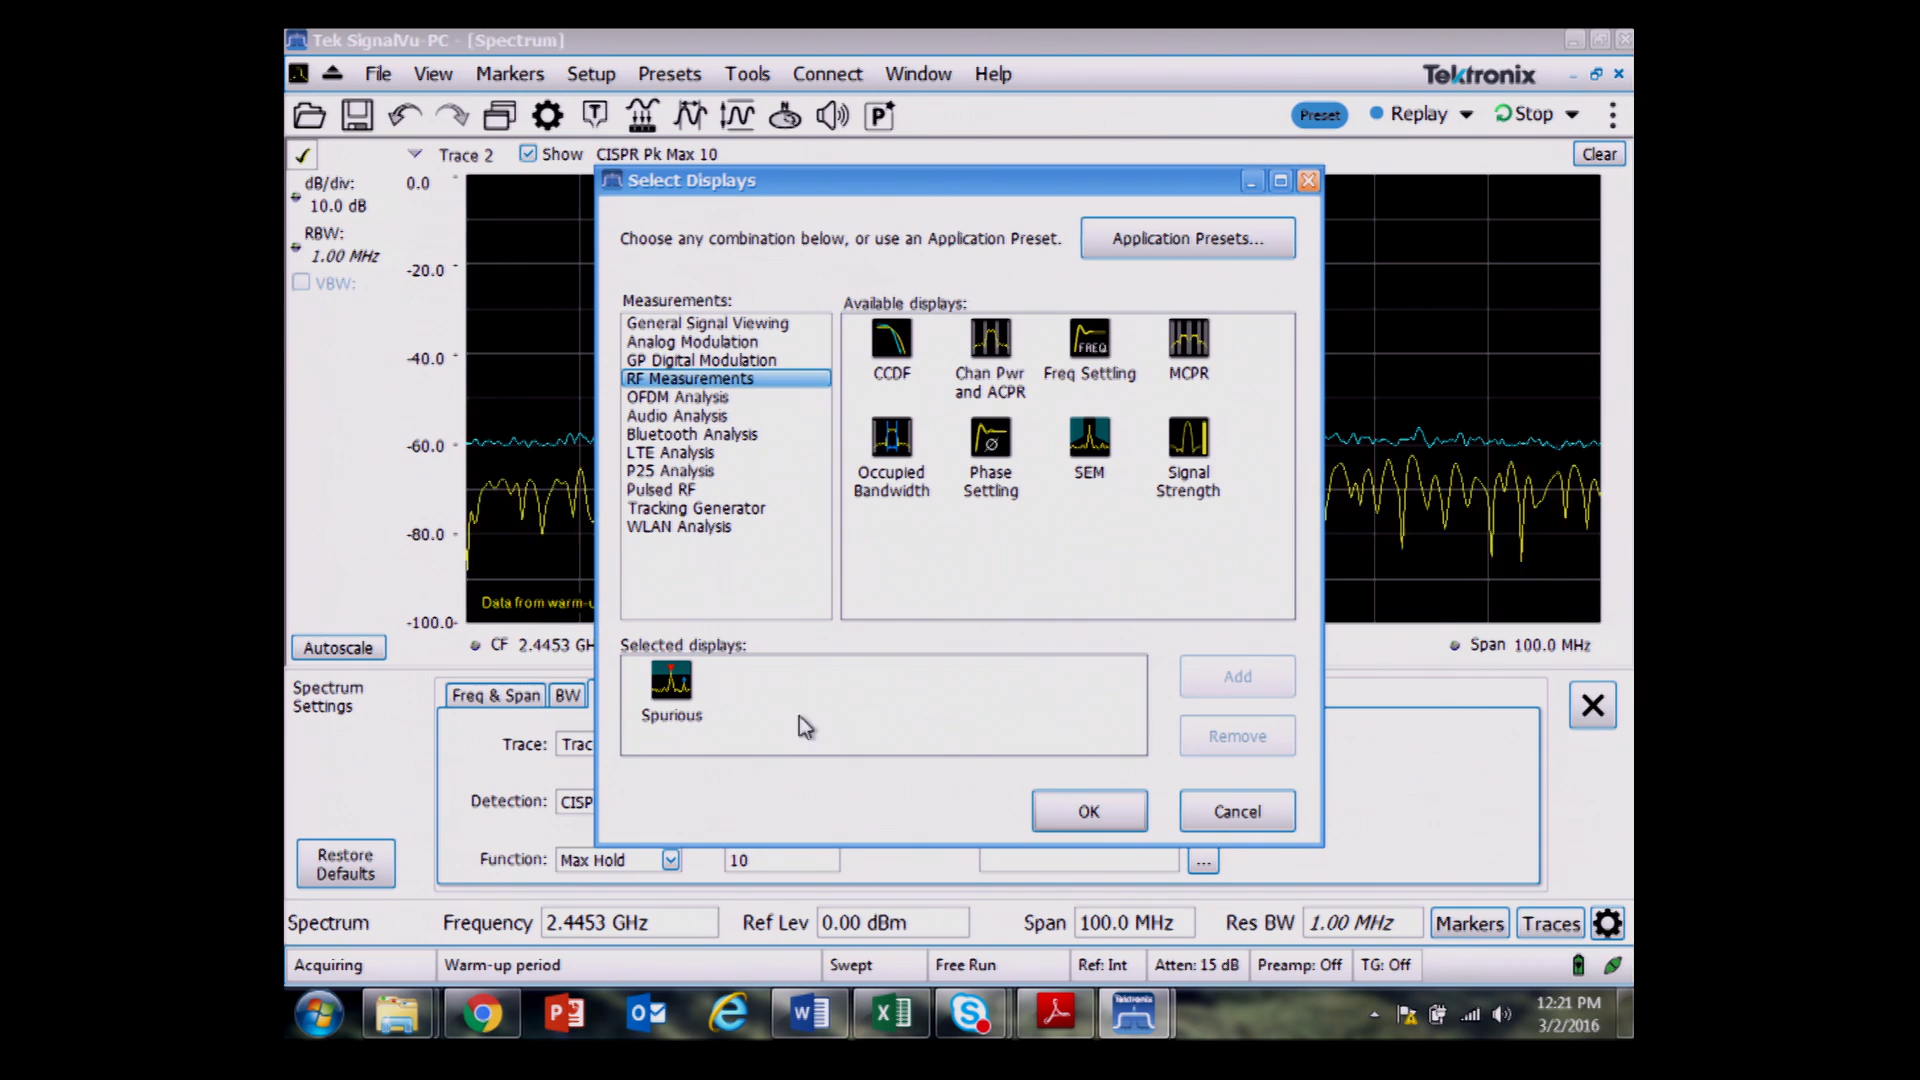 Tek SignalVu-PC - [Spectrum]
File View Markers Setup Presets Tools Connect Window Help
Tektronix
Preset Replay Stop
Trace 2 Show CISPR Pk Max 10 Clear
dB/div:
10.0 dB
RBW:
1.00 MHz
VBW:
0.0
-20.0
-40.0
-60.0
-80.0
-100.0
Data from warm-u
Autoscale
CF 2.4453 GH
Span 100.0 MHz
Select Displays
Choose any combination below, or use an Application Preset.
Application Presets...
Measurements:
General Signal Viewing
Analog Modulation
GP Digital Modulation
RF Measurements
OFDM Analysis
Audio Analysis
Bluetooth Analysis
LTE Analysis
P25 Analysis
Pulsed RF
Tracking Generator
WLAN Analysis
Available displays:
CCDF
Chan Pwr
and ACPR
FREQ
Freq Settling
MCPR
Occupied
Bandwidth
Phase
Settling
SEM
Signal
Strength
Selected displays:
Spurious
Add
Remove
OK
Cancel
Spectrum
Settings
Freq & Span BW
Trace: Trac
Detection: CISP
Function: Max Hold 10 ...
Restore
Defaults
Spectrum Frequency 2.4453 GHz Ref Lev 0.00 dBm Span 100.0 MHz Res BW 1.00 MHz Markers Traces
Acquiring Warm-up period Swept Free Run Ref: Int Atten: 15 dB Preamp: Off TG: Off
Tektronix
12:21 PM
3/2/2016